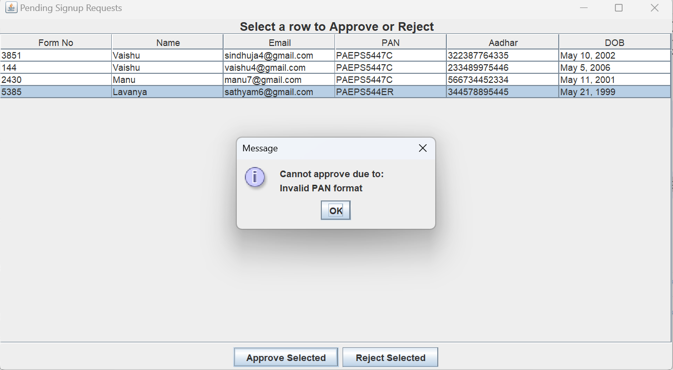 Pending Signup Requests
Select a row to Approve or Reject
Form No Name Email PAN Aadhar DOB
3851 Vaishu sindhuja4@gmail.com PAEPS5447C 322387764335 May 10, 2002
144 Vaishu vaishu4@gmail.com PAEPS5447C 233489975446 May 5, 2006
2430 Manu manu7@gmail.com PAEPS5447C 566734452334 May 11, 2001
5385 Lavanya sathyam6@gmail.com PAEPS544ER 344578895445 May 21, 1999
Message
Cannot approve due to:
Invalid PAN format
OK
Approve Selected Reject Selected